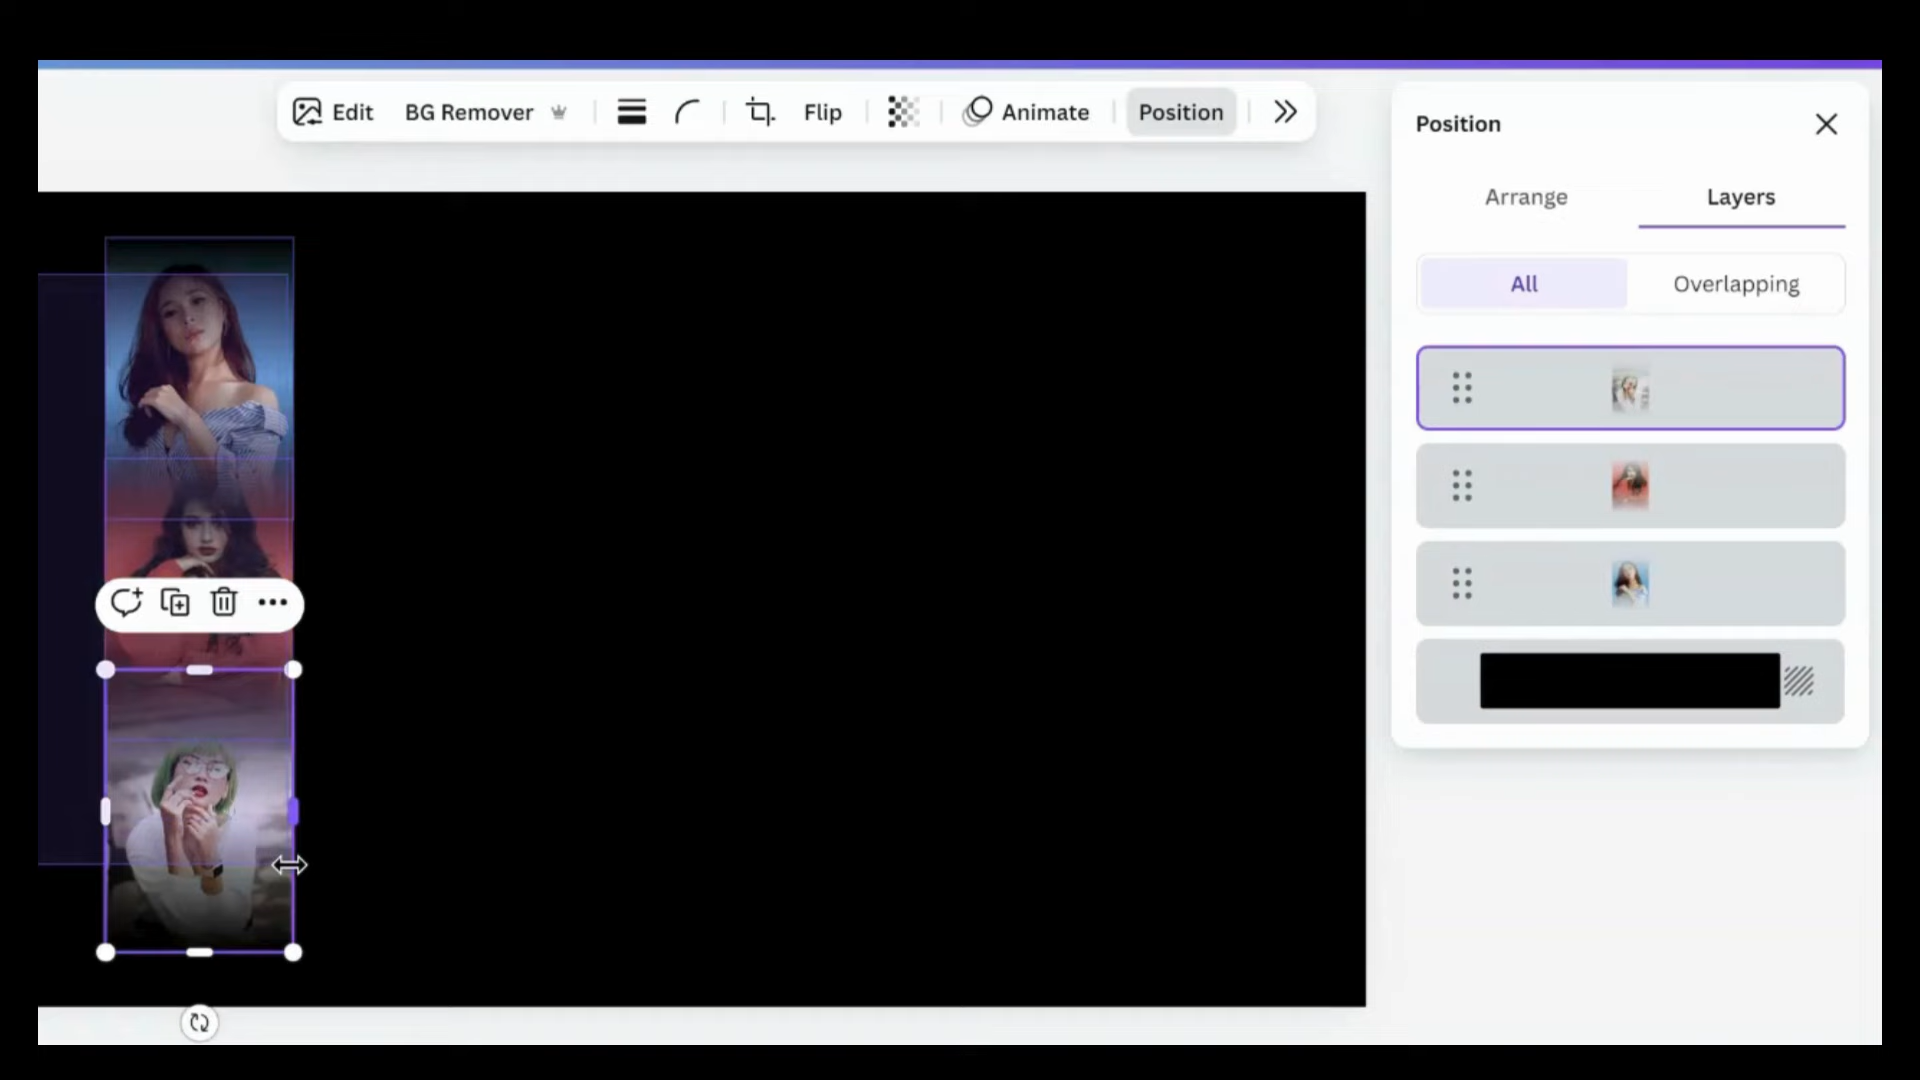 Edit BG Remover Flip Animate Position
Position
Arrange Layers
All Overlapping